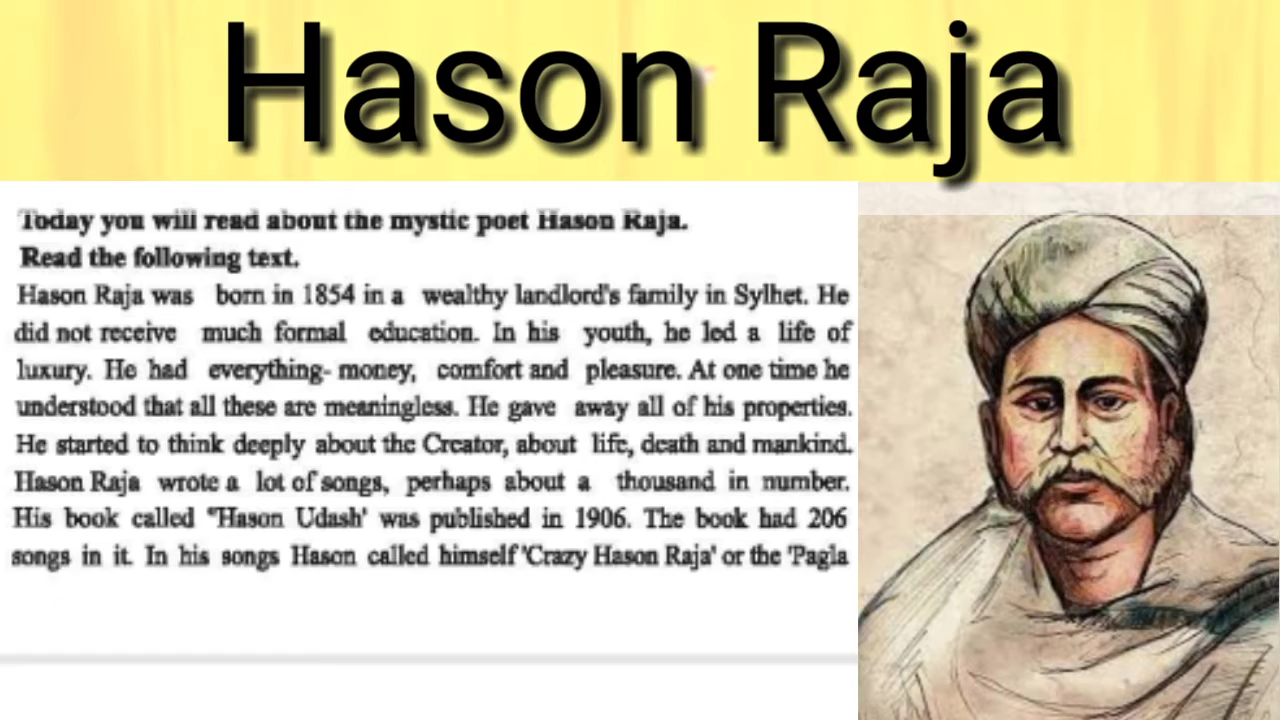 Hason Raja
Today you will read about the mystic poet Hason Raja.
Read the following text.
Hason Raja was born in 1854 in a wealthy landlord's family in Sylhet. He
did not receive much formal education. In his youth, he led a life of
luxury. He had everything- money, comfort and pleasure. At one time he
understood that all these are meaningless. He gave away all of his properties.
He started to think deeply about the Creator, about life, death and mankind.
Hason Raja wrote a lot of songs, perhaps about a thousand in number.
His book called "Hason Udash' was published in 1906. The book had 206
songs in it. In his songs Hason called himself 'Crazy Hason Raja' or the 'Pagla